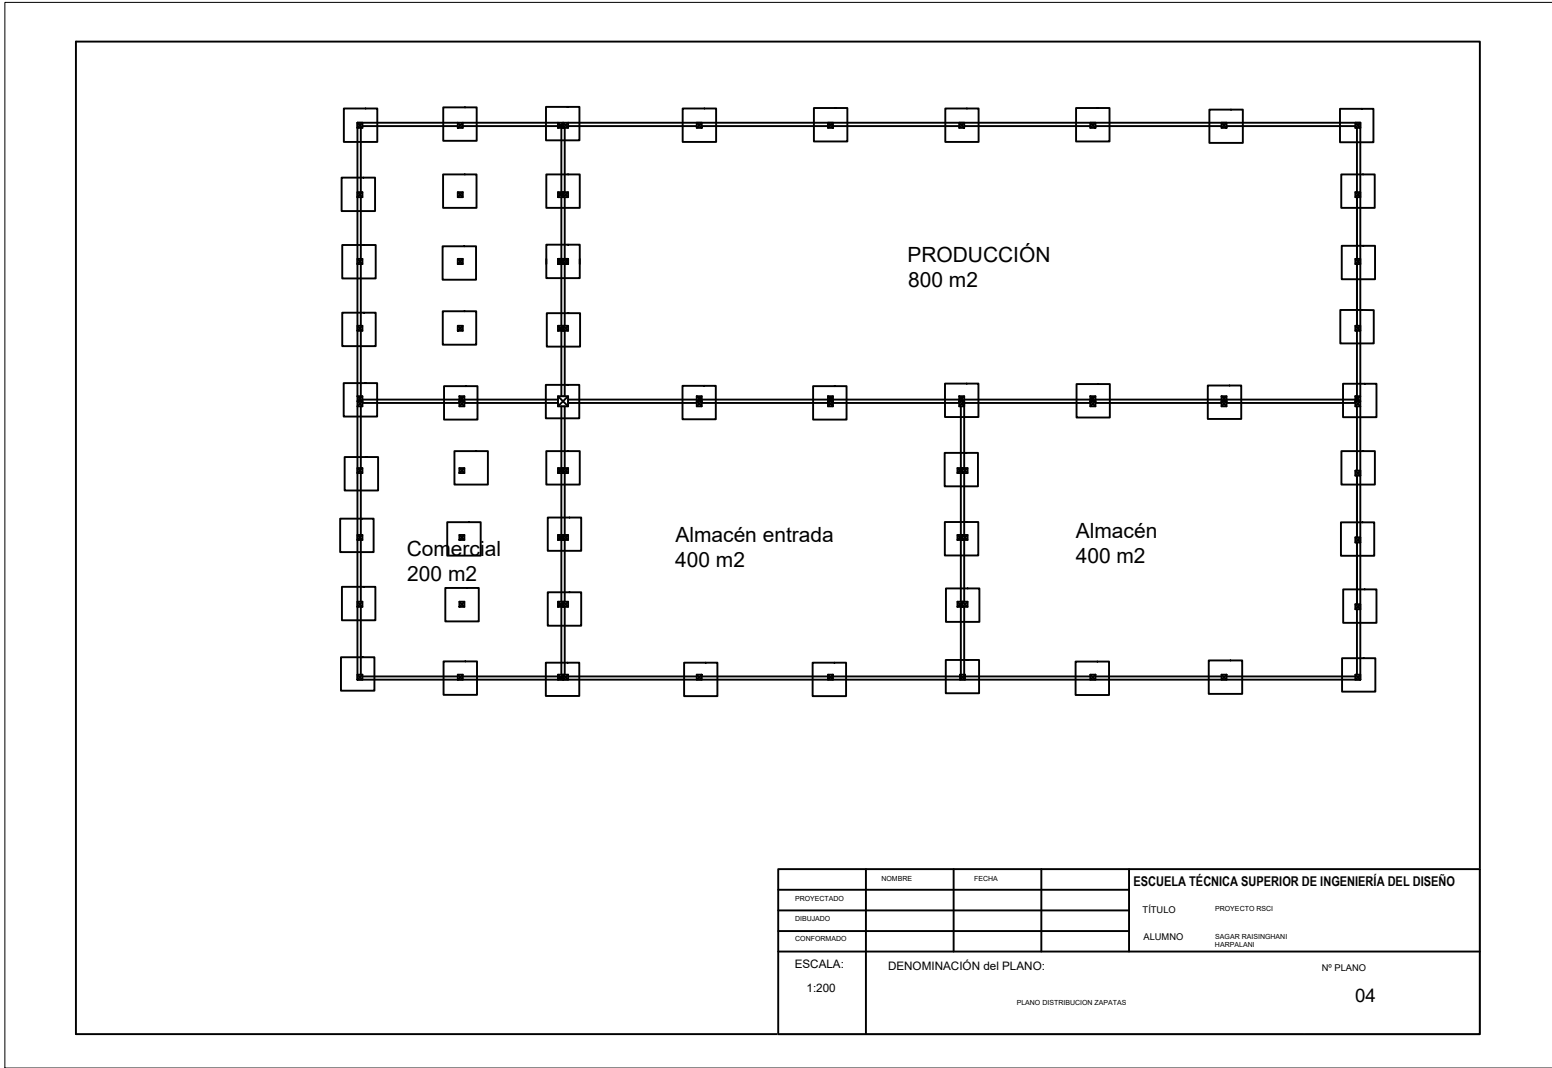 PRODUCCIÓN
800 m2
Almacén entrada
400 m2
Almacén
400 m2
Comercial
200 m2
NOMBRE
FECHA
ESCUELA TÉCNICA SUPERIOR DE INGENIERÍA DEL DISEÑO
PROYECTADO
DIBUJADO
CONFORMADO
TÍTULO
PROYECTO RSCI
ALUMNO
SAGAR RAISINGHANI
HARPALANI
ESCALA:
1:200
DENOMINACIÓN del PLANO:
PLANO DISTRIBUCION ZAPATAS
Nº PLANO
04